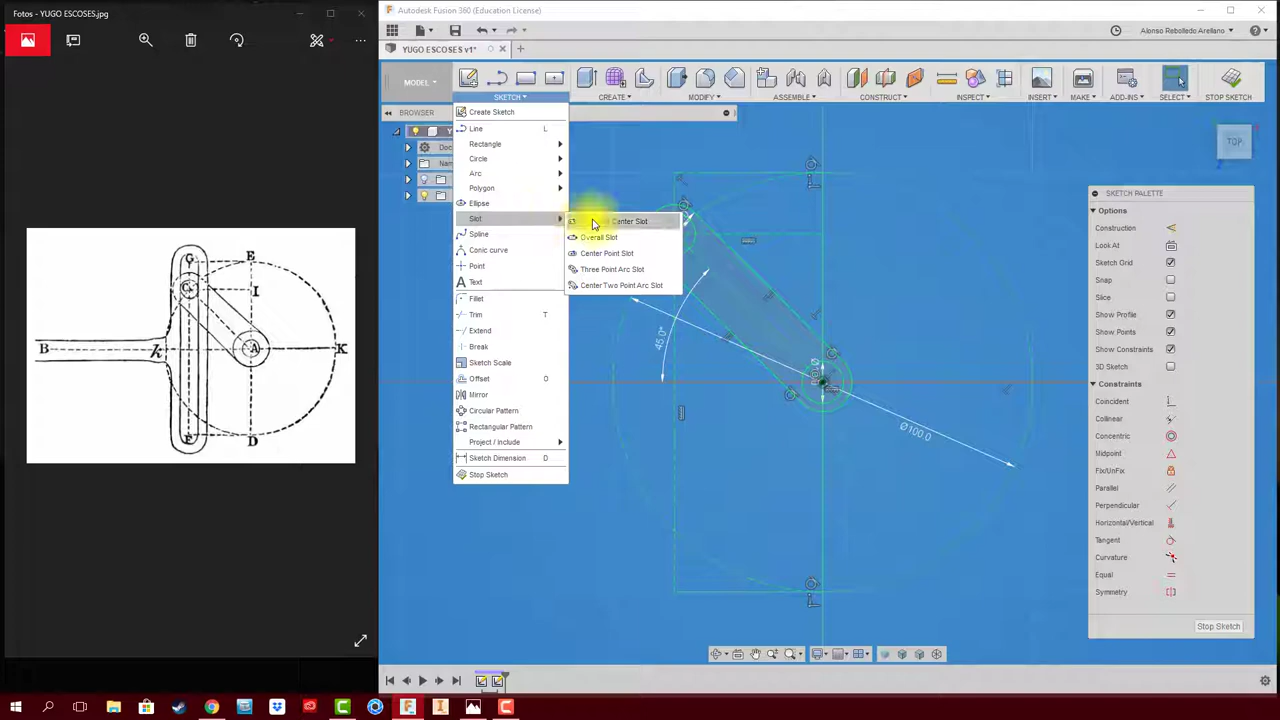 Fotos - YUGO ESCOSES.jpg
Autodesk Fusion 360 (Education License)
Alonso Rebolledo Arellano
YUGO ESCOSES v1*
MODEL
SKETCH
CREATE
MODIFY
ASSEMBLE
CONSTRUCT
INSPECT
INSERT
MAKE
ADD-INS
SELECT
STOP SKETCH
BROWSER
Create Sketch
Line L
Rectangle
Circle
Arc
Polygon
Ellipse
Slot
Spline
Conic curve
Point
Text
Fillet
Trim T
Extend
Break
Sketch Scale
Offset O
Mirror
Circular Pattern
Rectangular Pattern
Project / Include
Sketch Dimension D
Stop Sketch
Center Slot
Overall Slot
Center Point Slot
Three Point Arc Slot
Center Two Point Arc Slot
45.0°
Ø100.0
TOP
SKETCH PALETTE
Options
Construction
Look At
Sketch Grid
Snap
Slice
Show Profile
Show Points
Show Constraints
3D Sketch
Constraints
Coincident
Collinear
Concentric
Midpoint
Fix/UnFix
Parallel
Perpendicular
Horizontal/Vertical
Tangent
Curvature
Equal
Symmetry
Stop Sketch
G E
C I
B h A K
F D